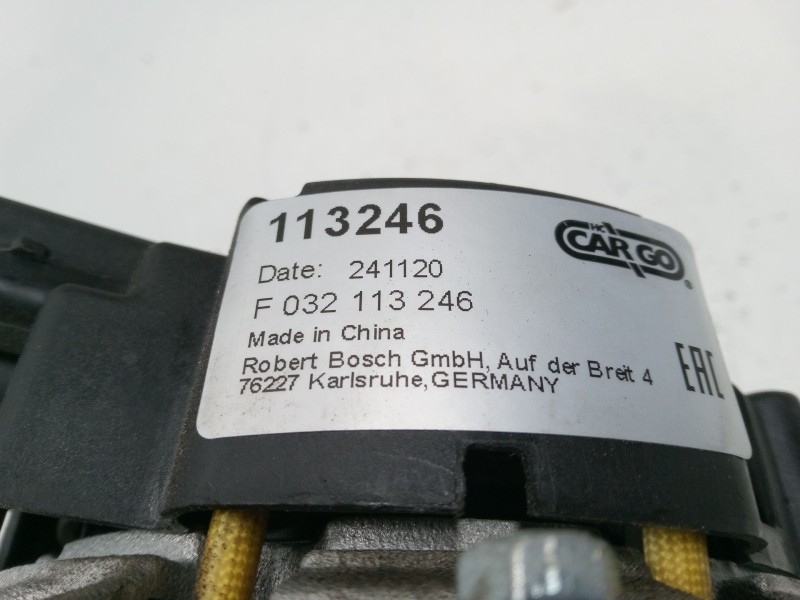 113246
HC
CARGO
®
Date: 241120
F 032 113 246
Made in China
Robert Bosch GmbH, Auf der Breit 4
76227 Karlsruhe, GERMANY
EAC